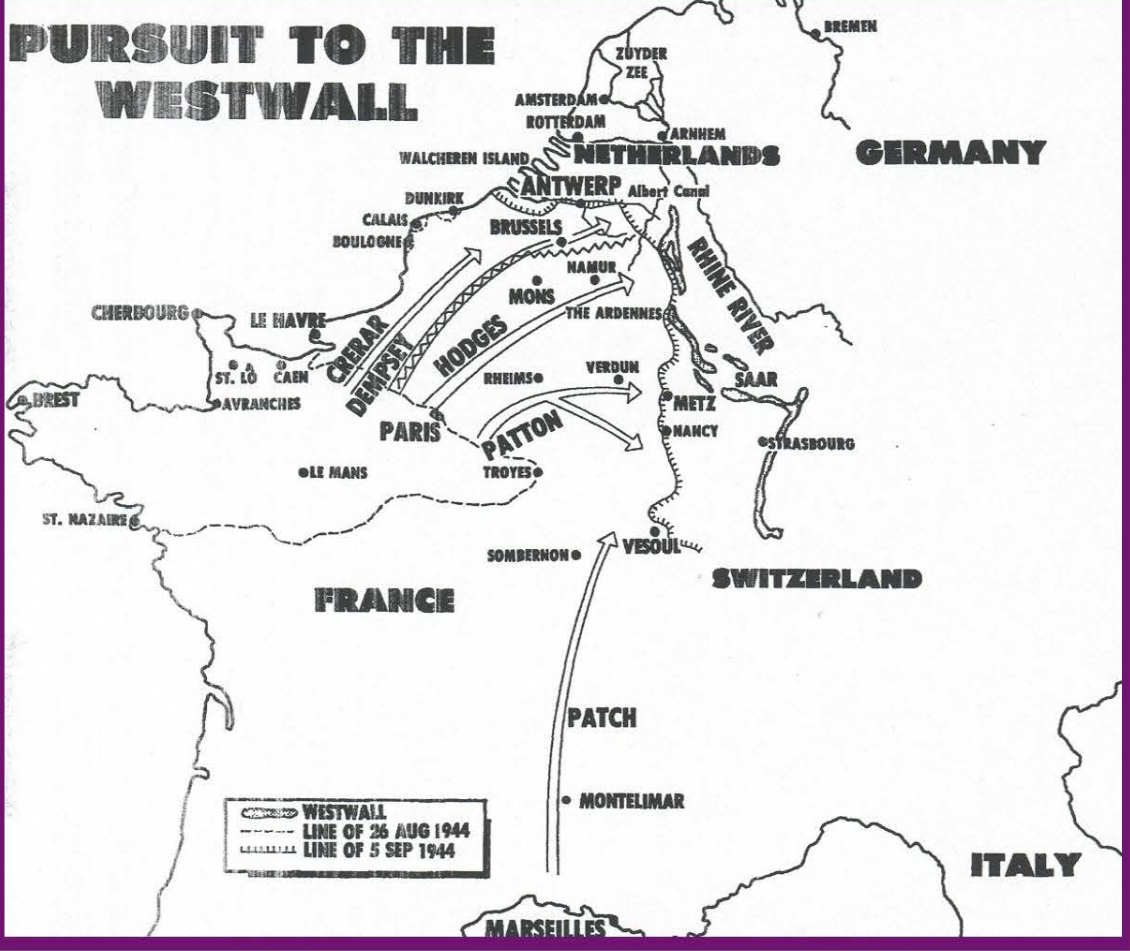 PURSUIT TO THE
WESTWALL
BREMEN
ZUYDER
ZEE
AMSTERDAM
ROTTERDAM
ARNHEM
NETHERLANDS
GERMANY
WALCHEREN ISLAND
ANTWERP
Albert Canal
DUNKIRK
CALAIS
BRUSSELS
BOULOGNE
RHINE RIVER
NAMUR
MONS
CHERBOURG
THE ARDENNES
LE HAVRE
CRERAR
DEMPSEY
HODGES
ST. LO
CAEN
RHEIMS
VERDUN
SAAR
BREST
AVRANCHES
METZ
PARIS
PATTON
NANCY
STRASBOURG
LE MANS
TROYES
ST. NAZAIRE
SOMBERNON
VESOUL
SWITZERLAND
FRANCE
PATCH
MONTELIMAR
WESTWALL
LINE OF 26 AUG 1944
LINE OF 5 SEP 1944
ITALY
MARSEILLES